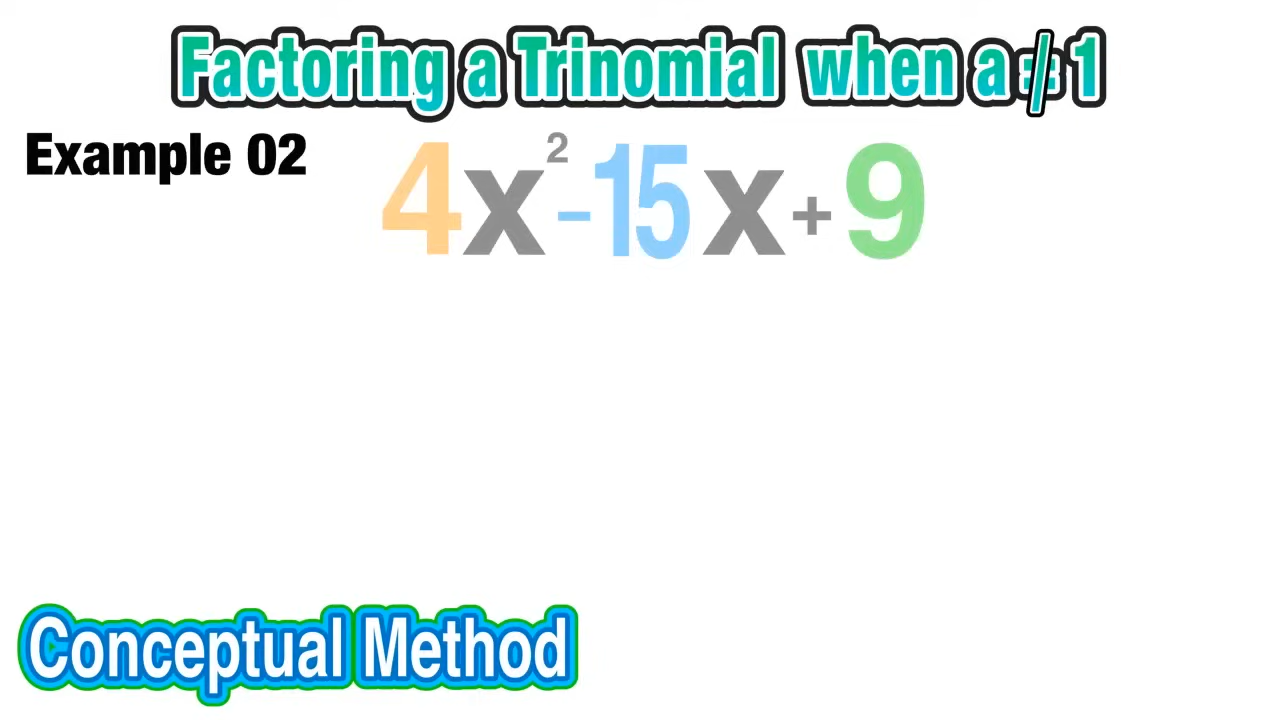 Factoring a Trinomial when a ≠ 1
Example 02
4x²-15x+9
Conceptual Method